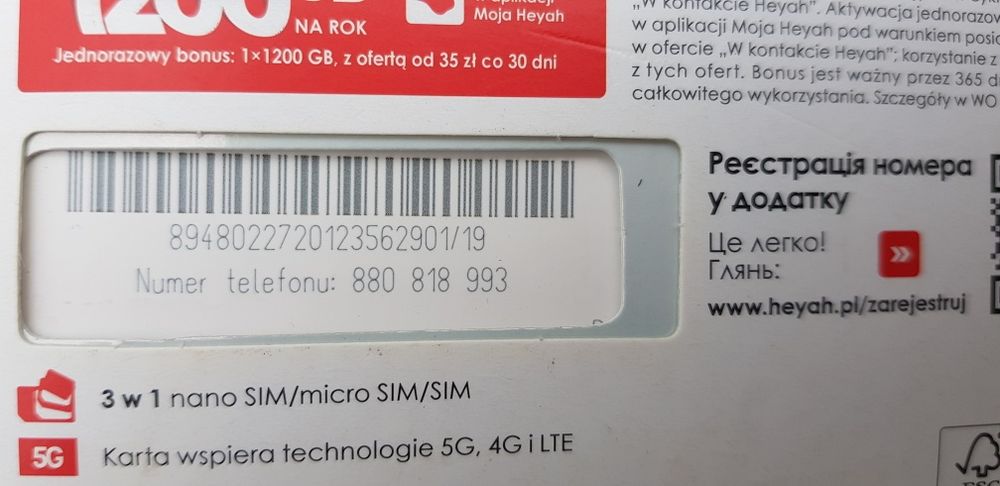 1200 GB
NA ROK
w aplikacji
Moja Heyah
Jednorazowy bonus: 1×1200 GB, z ofertą od 35 zł co 30 dni
„W kontakcie Heyah". Aktywacja
w aplikacji Moja Heyah pod warunkiem
w ofercie „W kontakcie Heyah"; korzystanie z
z tych ofert. Bonus jest ważny przez 365
całkowitego wykorzystania. Szczegóły w
8948022720123562901/19
Numer telefonu: 880 818 993
Реєстрація номера
у додатку
Це легко!
Глянь:
www.heyah.pl/zarejestruj
3 w 1 nano SIM/micro SIM/SIM
5G
Karta wspiera technologie 5G, 4G i LTE